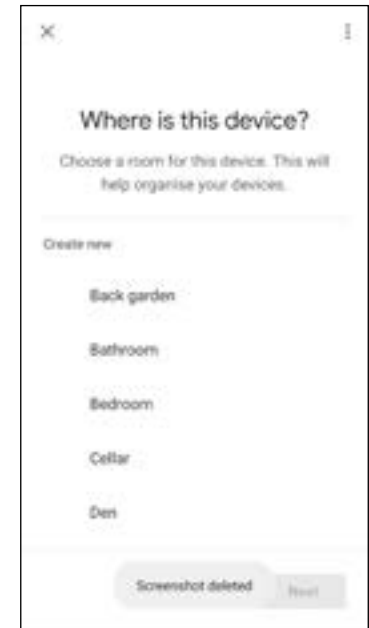 Where is this device?
Choose a room for this device. This will
help organise your devices.
Create new
Back garden
Bathroom
Bedroom
Cellar
Den
Screenshot deleted
Next